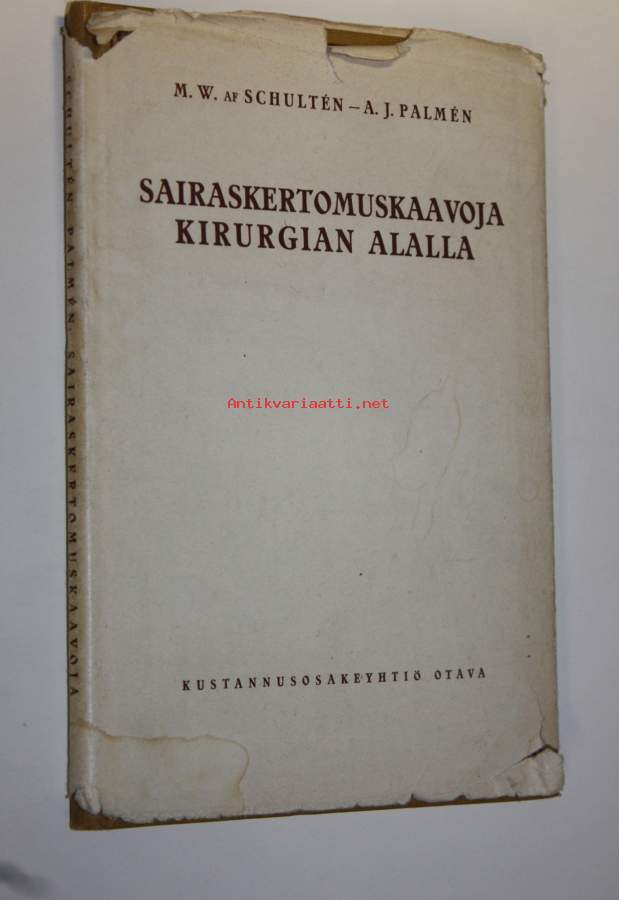 M. W. AF SCHULTÉN – A. J. PALMÉN
SAIRASKERTOMUSKAAVOJA
KIRURGIAN ALALLA
Antikvariaatti.net
KUSTANNUSOSAKEYHTIÖ OTAVA
SCHULTÉN PALMÉN, SAIRASKERTOMUSKAAVOJA